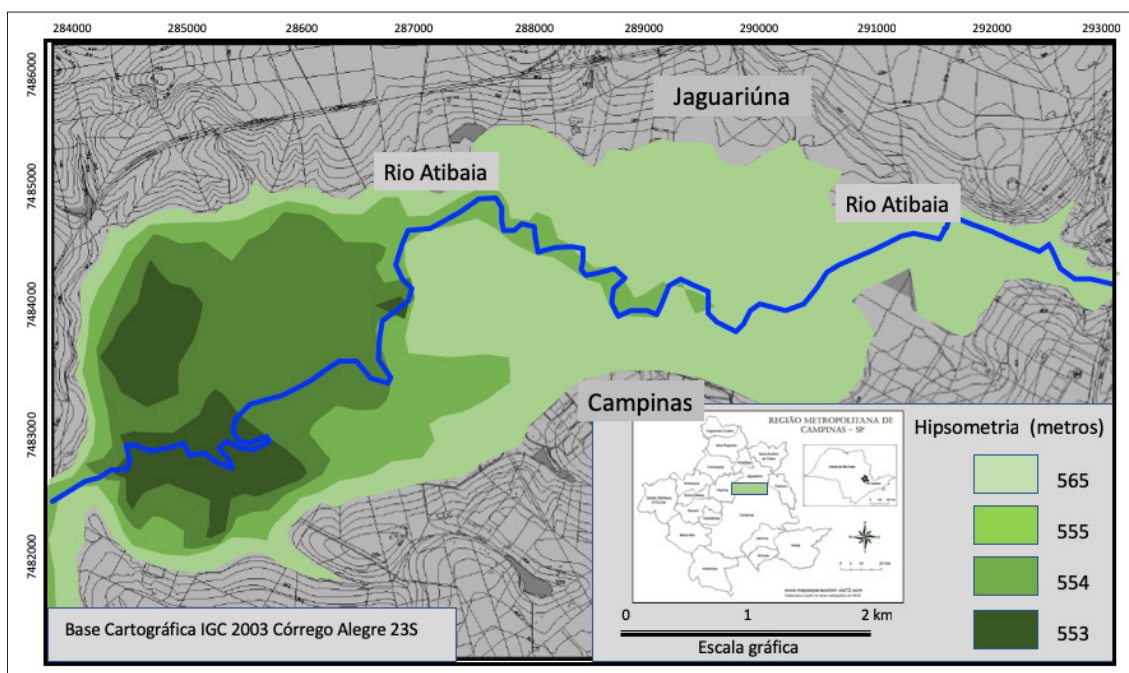 284000 285000 286000 287000 288000 289000 290000 291000 292000 293000
7486000
7485000
7484000
7483000
7482000
Jaguariúna
Rio Atibaia
Rio Atibaia
Campinas
REGIÃO METROPOLITANA DE
CAMPINAS – SP
Hipsometria (metros)
565
555
554
553
0 1 2 km
Escala gráfica
Base Cartográfica IGC 2003 Córrego Alegre 23S